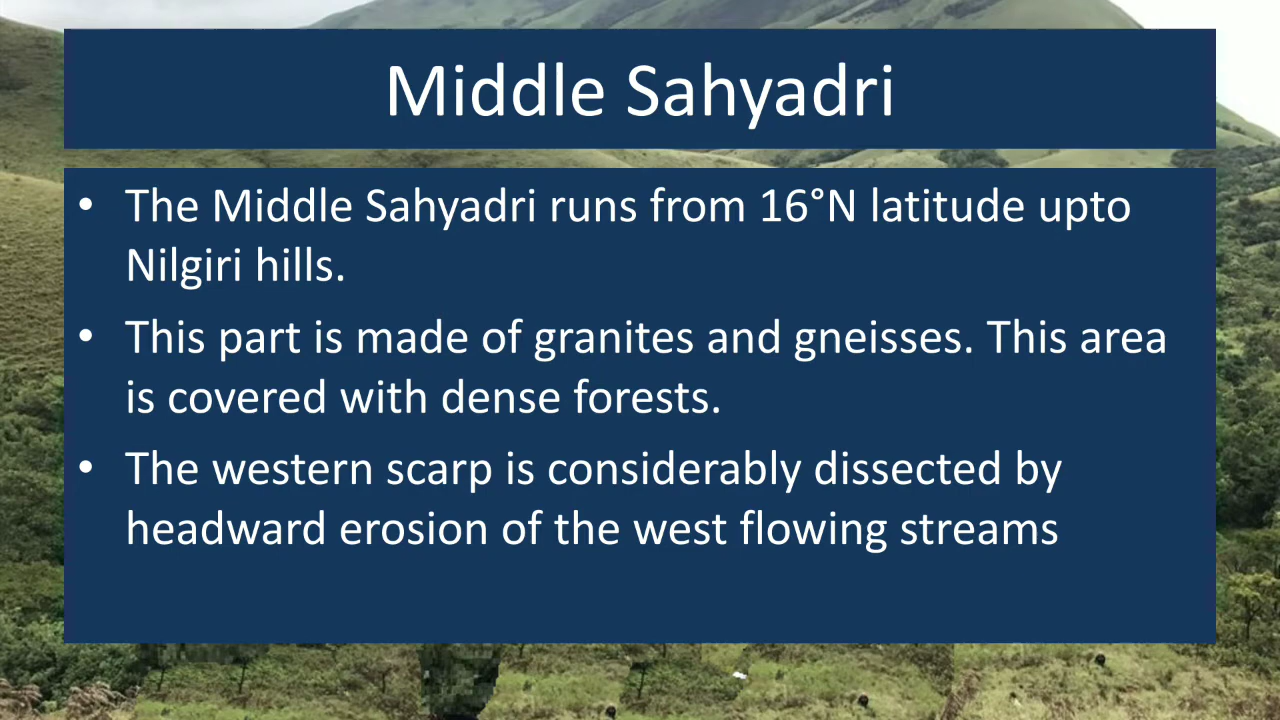 Middle Sahyadri
• The Middle Sahyadri runs from 16°N latitude upto
Nilgiri hills.
• This part is made of granites and gneisses. This area
is covered with dense forests.
• The western scarp is considerably dissected by
headward erosion of the west flowing streams